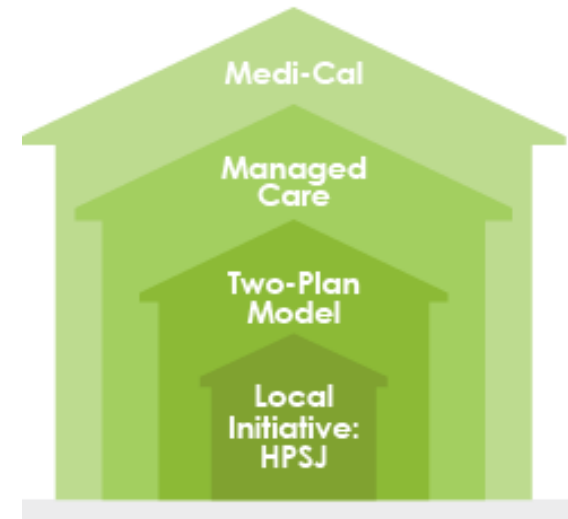 Medi-Cal
Managed
Care
Two-Plan
Model
Local
Initiative:
HPSJ